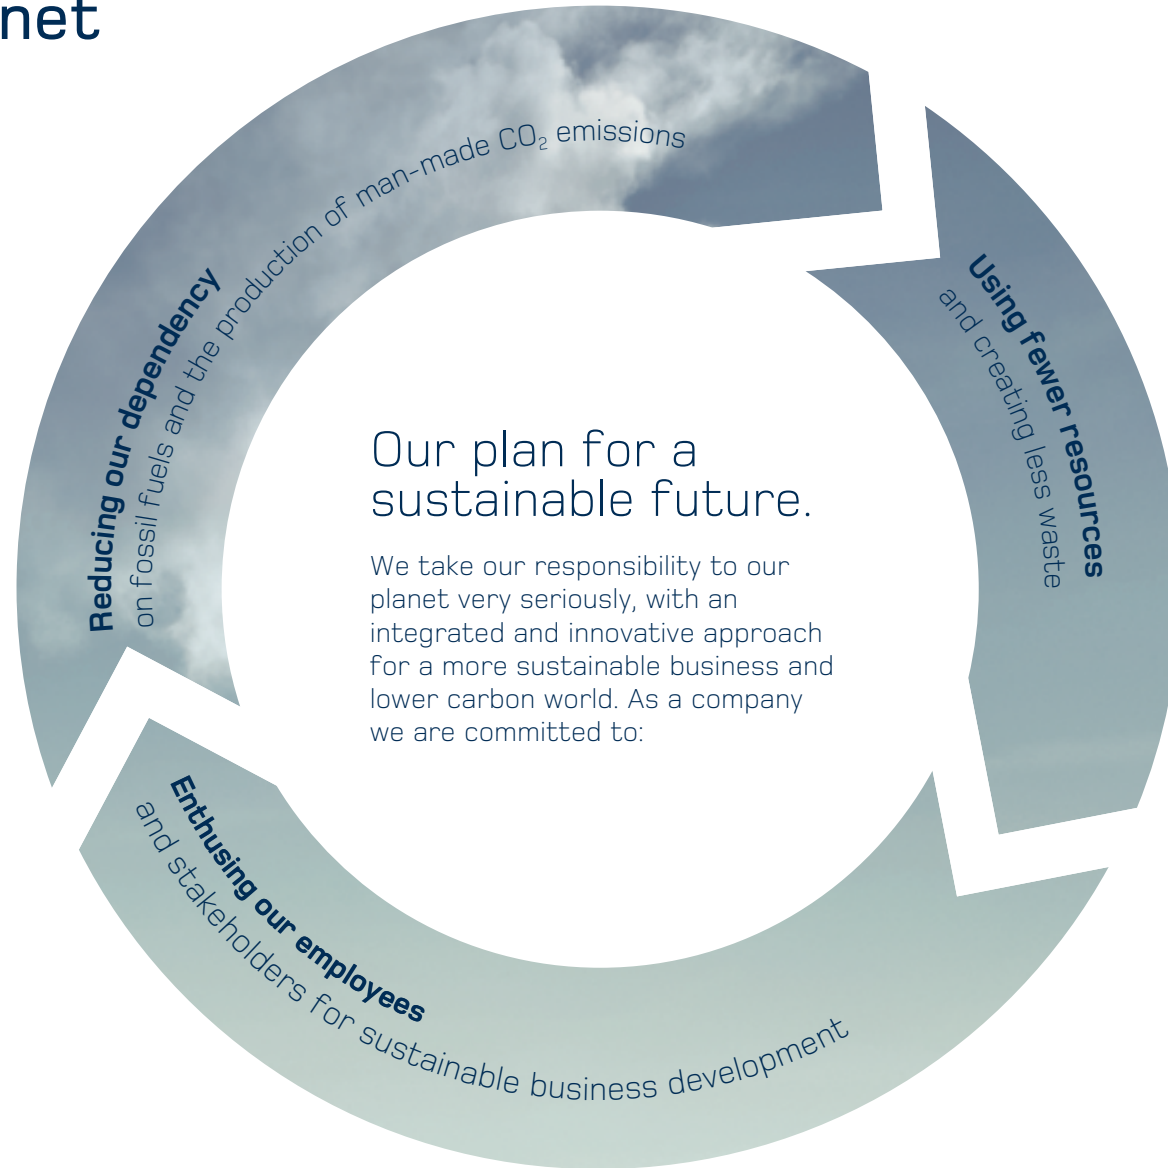 net
Reducing our dependency
on fossil fuels and the production of man-made CO₂ emissions
Using fewer resources
and creating less waste
Our plan for a
sustainable future.
We take our responsibility to our
planet very seriously, with an
integrated and innovative approach
for a more sustainable business and
lower carbon world. As a company
we are committed to:
Enthusing our employees
and stakeholders for sustainable business development